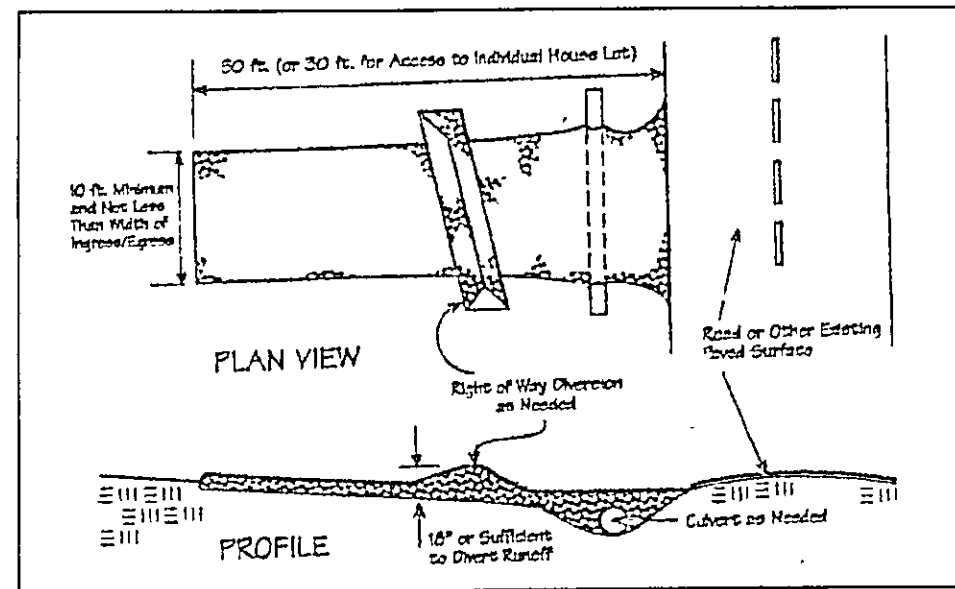 50 ft. (or 30 ft. for Access to Individual House Lot)
10 ft. Minimum
and Not Less
Than Width of
Ingress/Egress
PLAN VIEW
Road or Other Existing
Paved Surface
Right of Way Diversion
as Needed
18" or Sufficient
to Divert Runoff
Culvert as Needed
PROFILE